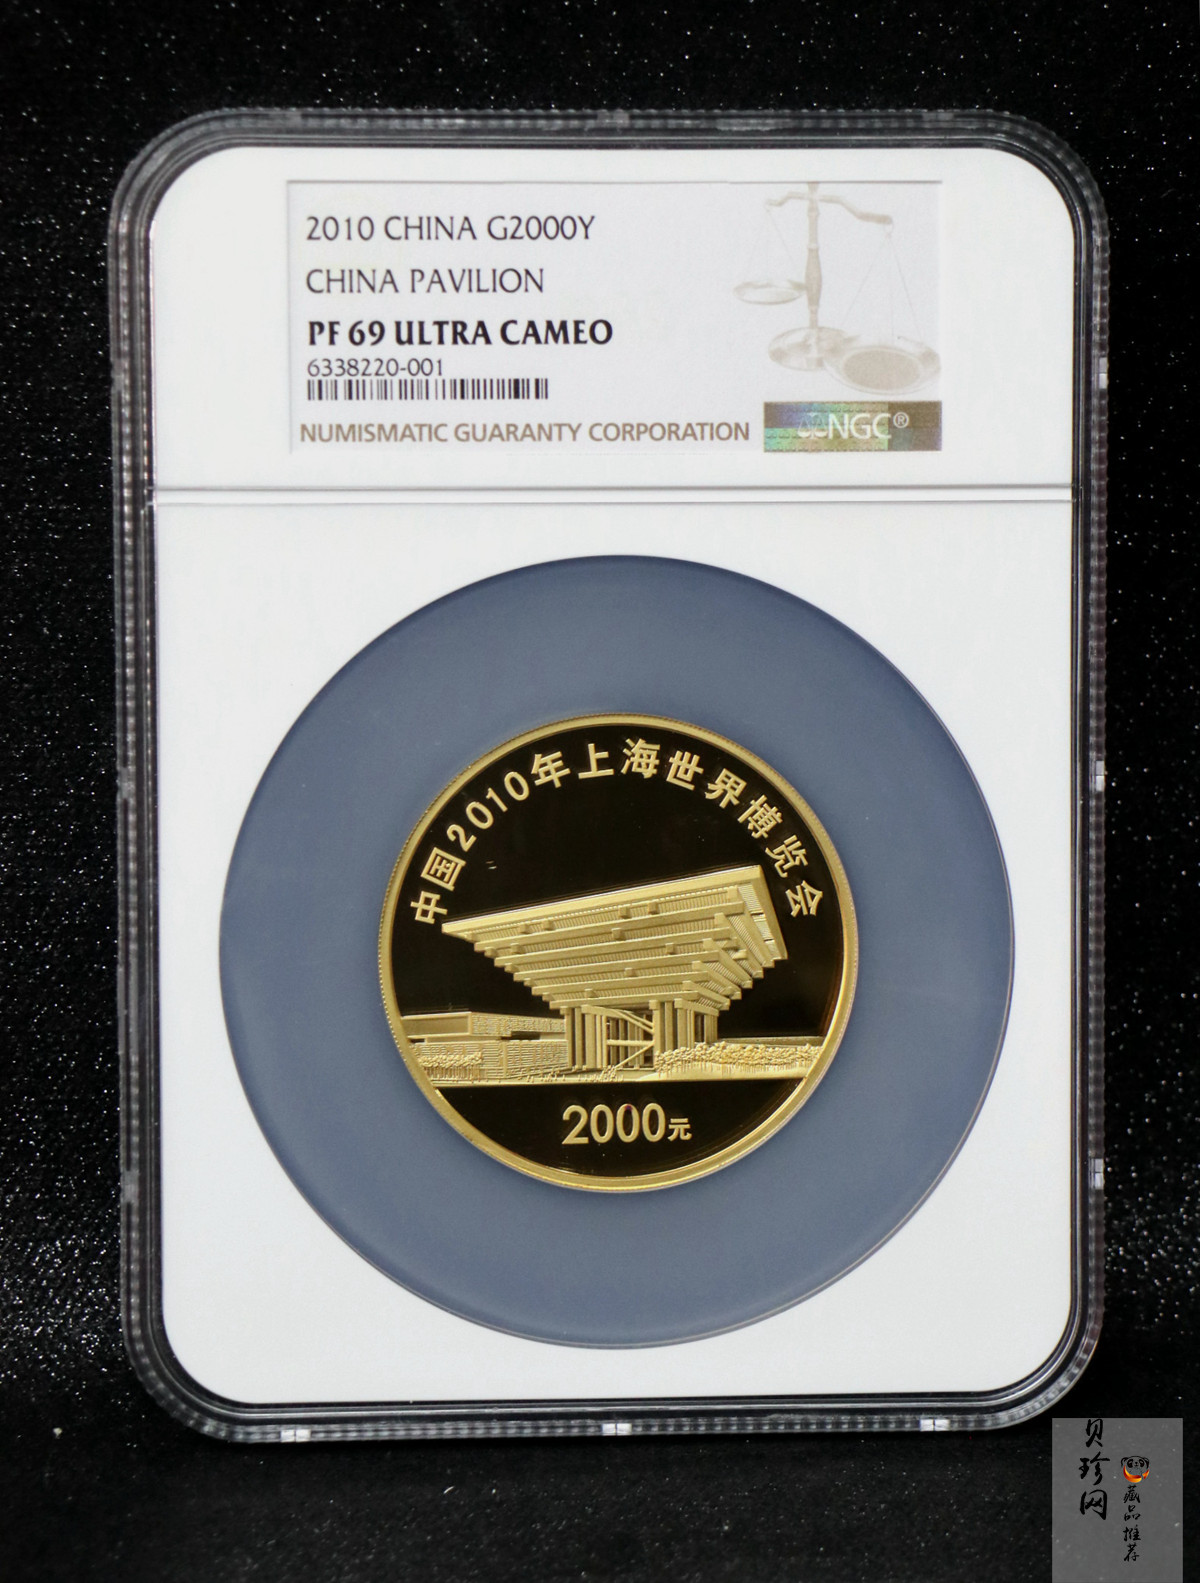 2010 CHINA G2000Y
CHINA PAVILION
PF 69 ULTRA CAMEO
6338220-001
NUMISMATIC GUARANTY CORPORATION
NGC®
中国2010年上海世界博览会
2000元
贝珍网
藏品推荐